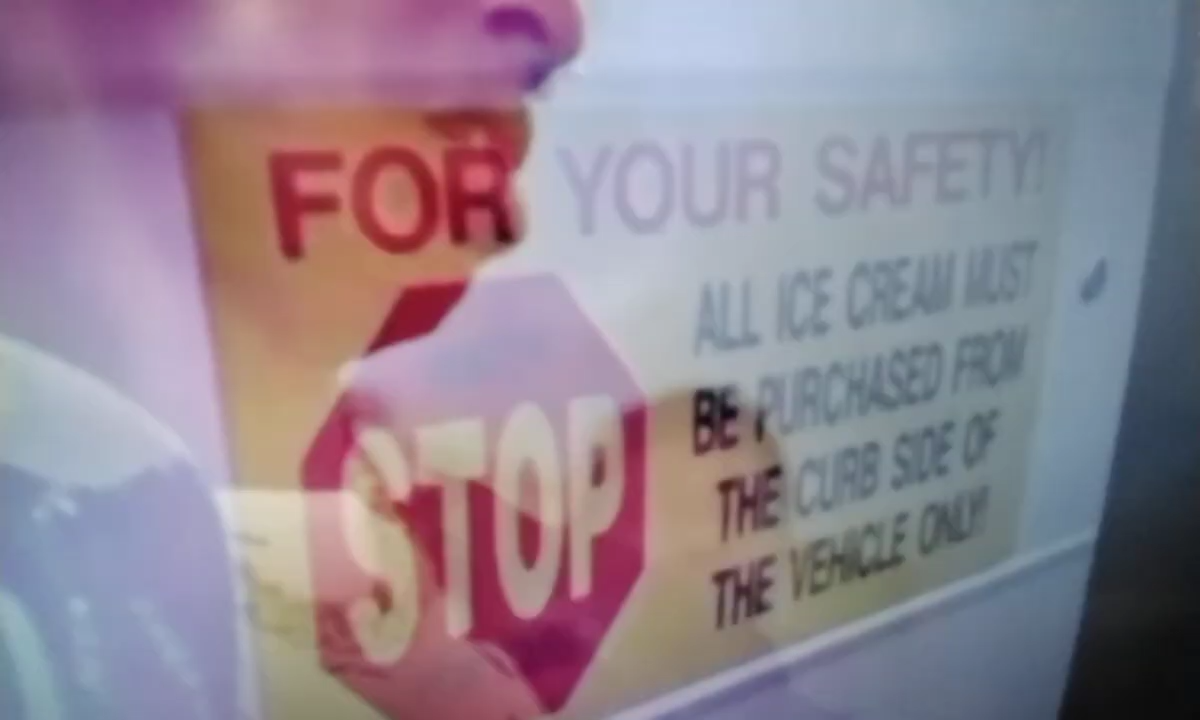 FOR YOUR SAFETY!
STOP
ALL ICE CREAM MUST
BE PURCHASED FROM
THE CURB SIDE OF
THE VEHICLE ONLY!